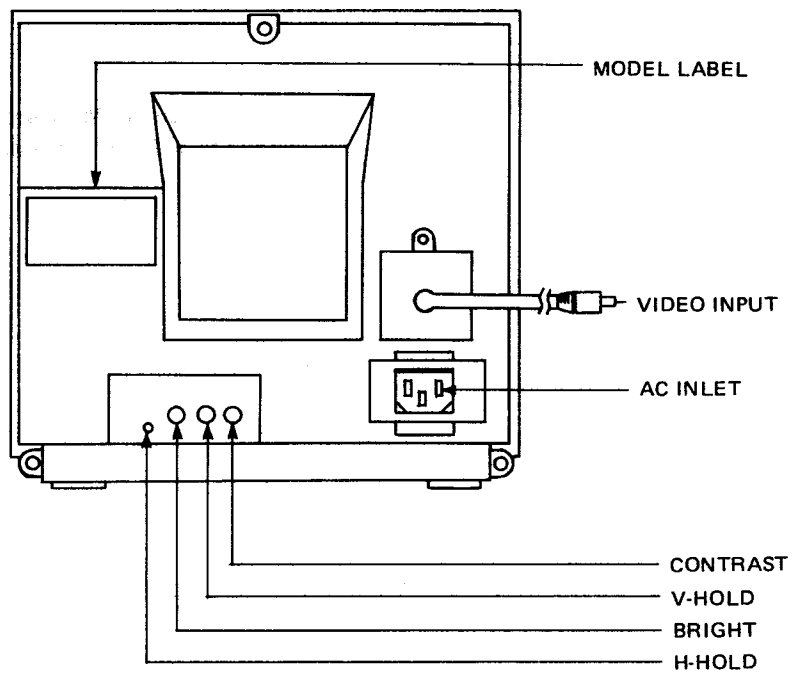 MODEL LABEL
VIDEO INPUT
AC INLET
CONTRAST
V-HOLD
BRIGHT
H-HOLD